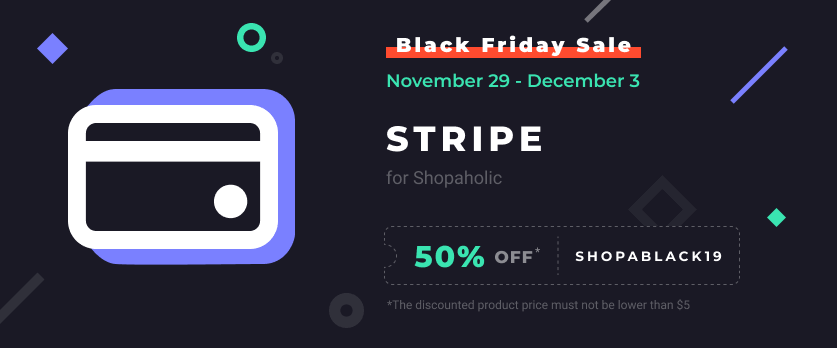 Black Friday Sale
November 29 - December 3
STRIPE
for Shopaholic
50% OFF* SHOPABLACK19
*The discounted product price must not be lower than $5